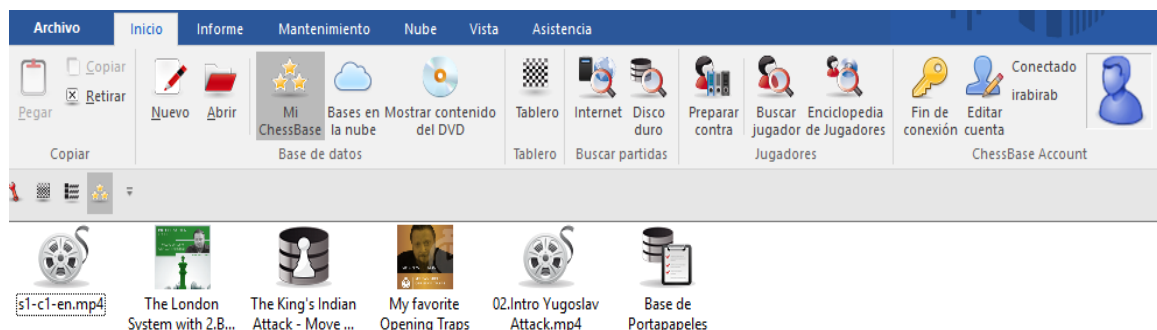 Archivo Inicio Informe Mantenimiento Nube Vista Asistencia
Pegar
Copiar
Retirar
Nuevo
Abrir
Mi
ChessBase
Bases en
la nube
Mostrar contenido
del DVD
Tablero
Internet
Disco
duro
Preparar
contra
Buscar
jugador
Enciclopedia
de Jugadores
Fin de
conexión
Editar
cuenta
Conectado
irabirab
Copiar Base de datos Tablero Buscar partidas Jugadores ChessBase Account
s1-c1-en.mp4
The London
System with 2.B...
The King's Indian
Attack - Move ...
My favorite
Opening Traps
02.Intro Yugoslav
Attack.mp4
Base de
Portapapeles